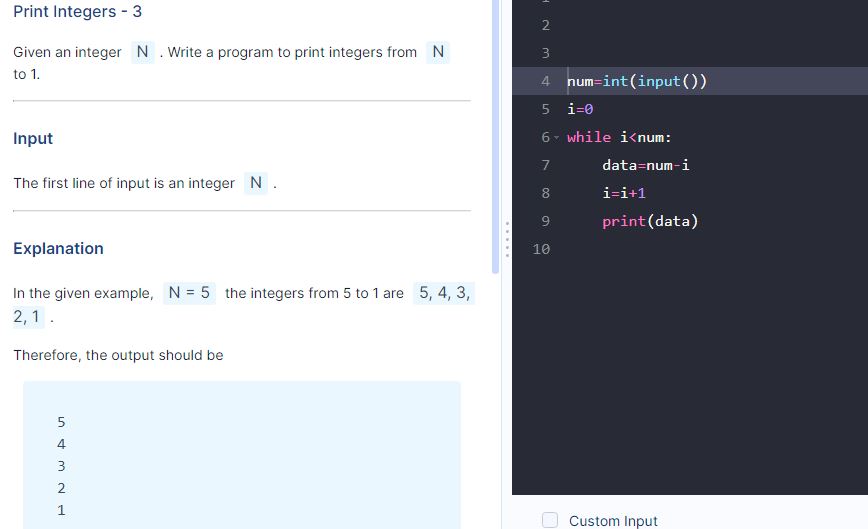 Print Integers - 3
Given an integer N . Write a program to print integers from N
to 1.
Input
The first line of input is an integer N .
Explanation
In the given example, N = 5 the integers from 5 to 1 are 5, 4, 3,
2, 1 .
Therefore, the output should be
5
4
3
2
1
2
3
4 num=int(input())
5 i=0
6 while i<num:
7 data=num-i
8 i=i+1
9 print(data)
10
Custom Input